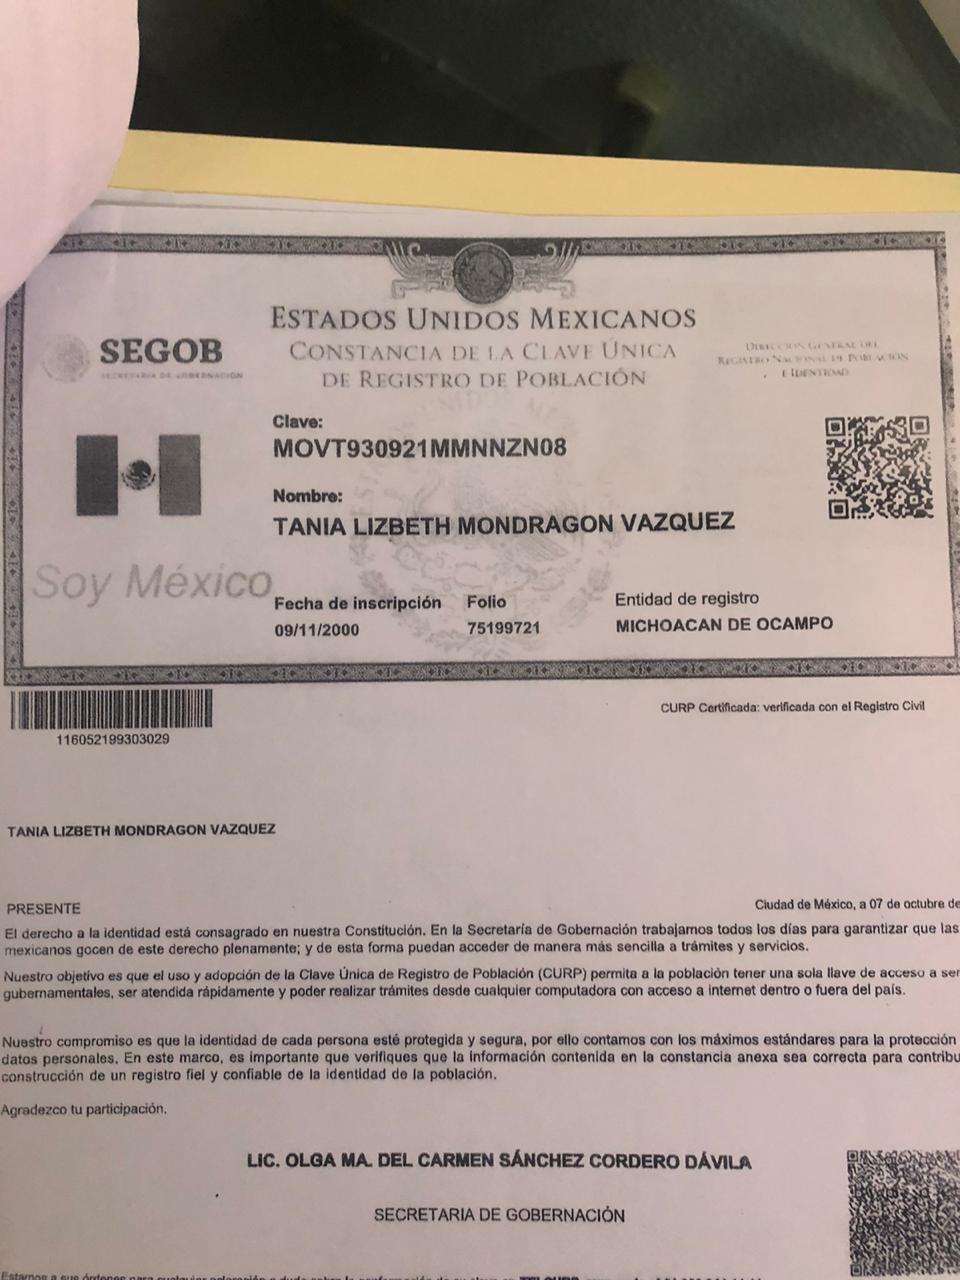 ESTADOS UNIDOS MEXICANOS
SEGOB
SECRETARÍA DE GOBERNACIÓN
CONSTANCIA DE LA CLAVE ÚNICA
DE REGISTRO DE POBLACIÓN
DIRECCIÓN GENERAL DEL
REGISTRO NACIONAL DE POBLACIÓN
E IDENTIDAD
Clave:
MOVT930921MMNNZN08
Nombre:
TANIA LIZBETH MONDRAGON VAZQUEZ
Soy México
Fecha de inscripción
09/11/2000
Folio
75199721
Entidad de registro
MICHOACAN DE OCAMPO
CURP Certificada: verificada con el Registro Civil
116052199303029
TANIA LIZBETH MONDRAGON VAZQUEZ
PRESENTE
Ciudad de México, a 07 de octubre de
El derecho a la identidad está consagrado en nuestra Constitución. En la Secretaría de Gobernación trabajamos todos los días para garantizar que las
mexicanos gocen de este derecho plenamente; y de esta forma puedan acceder de manera más sencilla a trámites y servicios.
Nuestro objetivo es que el uso y adopción de la Clave Única de Registro de Población (CURP) permita a la población tener una sola llave de acceso a ser
gubernamentales, ser atendida rápidamente y poder realizar trámites desde cualquier computadora con acceso a internet dentro o fuera del país.
Nuestro compromiso es que la identidad de cada persona esté protegida y segura, por ello contamos con los máximos estándares para la protección
datos personales. En este marco, es importante que verifiques que la información contenida en la constancia anexa sea correcta para contribu
construcción de un registro fiel y confiable de la identidad de la población.
Agradezco tu participación.
LIC. OLGA MA. DEL CARMEN SÁNCHEZ CORDERO DÁVILA
SECRETARIA DE GOBERNACIÓN